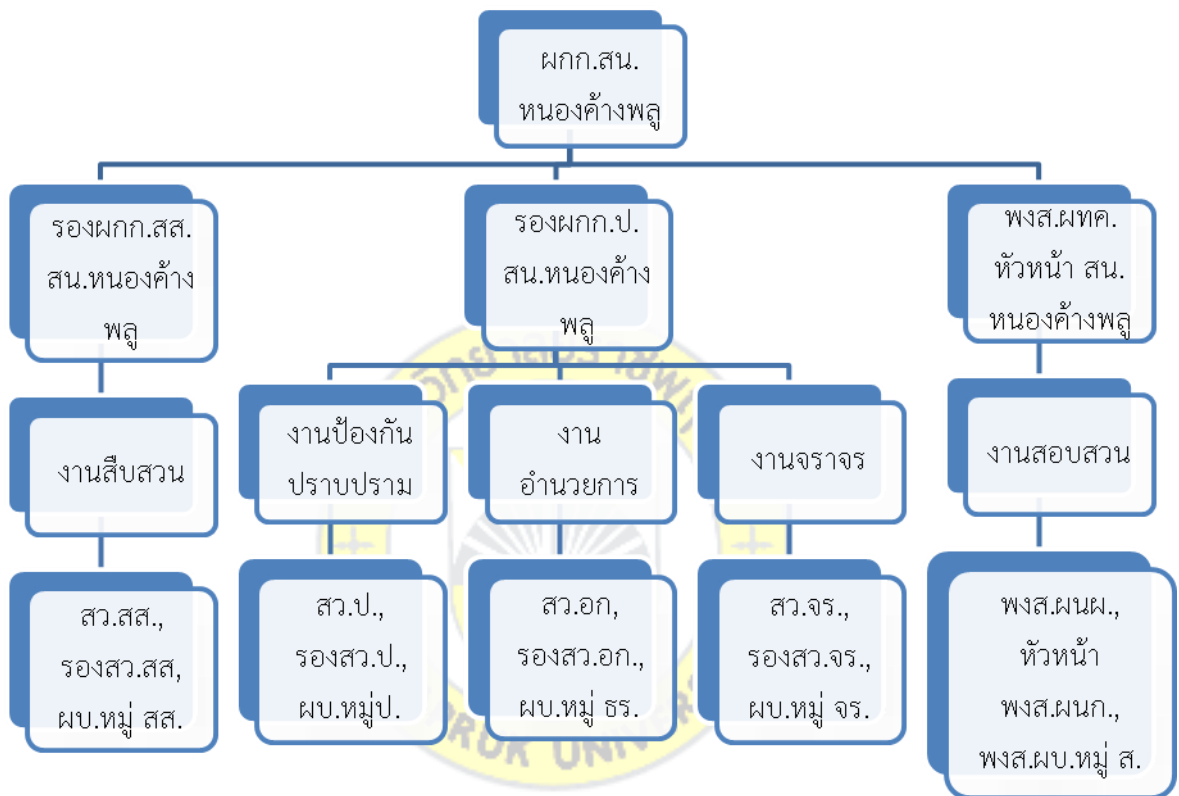 ผกก.สน.
หนองค้างพลู
รองผกก.สส.
สน.หนองค้าง
พลู
รองผกก.ป.
สน.หนองค้าง
พลู
พงส.ผทค.
หัวหน้า สน.
หนองค้างพลู
งานสืบสวน
งานป้องกัน
ปราบปราม
งาน
อำนวยการ
งานจราจร
งานสอบสวน
สว.สส.,
รองสว.สส,
ผบ.หมู่ สส.
สว.ป.,
รองสว.ป.,
ผบ.หมู่ป.
สว.อก,
รองสว.อก.,
ผบ.หมู่ ธร.
สว.จร.,
รองสว.จร.,
ผบ.หมู่ จร.
พงส.ผนผ.,
หัวหน้า
พงส.ผนก.,
พงส.ผบ.หมู่ ส.